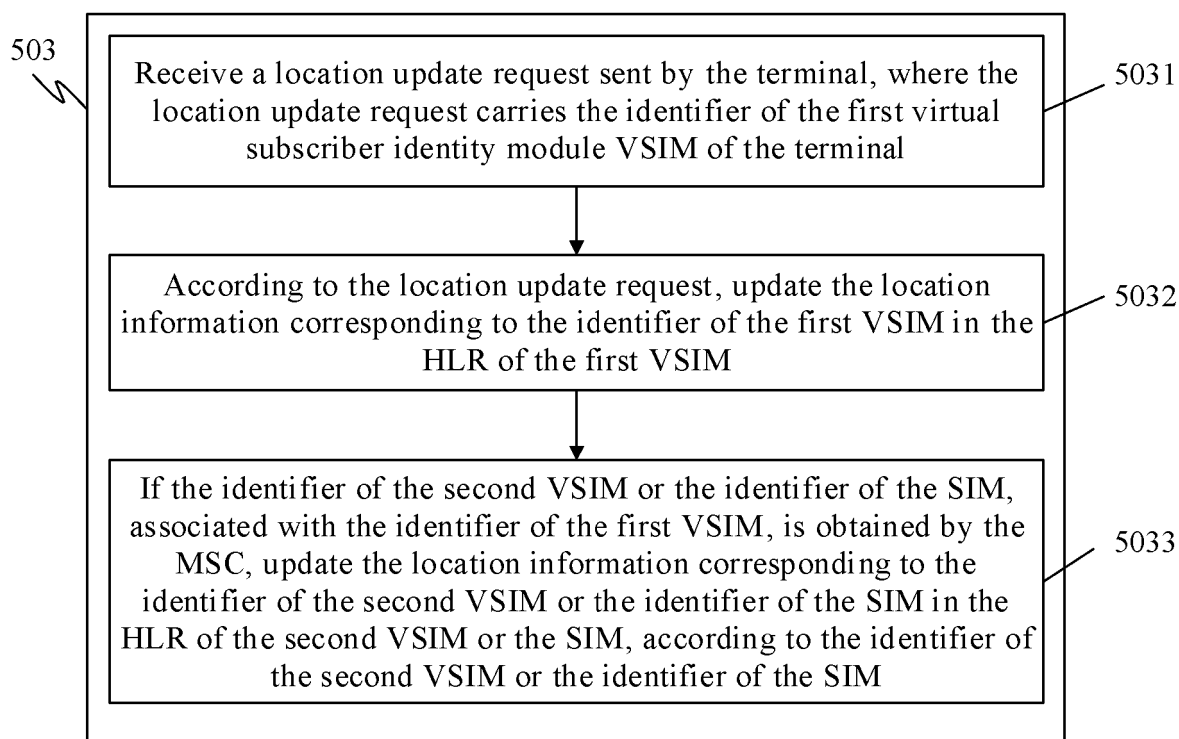 503
Receive a location update request sent by the terminal, where the
location update request carries the identifier of the first virtual
subscriber identity module VSIM of the terminal
5031
According to the location update request, update the location
information corresponding to the identifier of the first VSIM in the
HLR of the first VSIM
5032
If the identifier of the second VSIM or the identifier of the SIM,
associated with the identifier of the first VSIM, is obtained by the
MSC, update the location information corresponding to the
identifier of the second VSIM or the identifier of the SIM in the
HLR of the second VSIM or the SIM, according to the identifier of
the second VSIM or the identifier of the SIM
5033